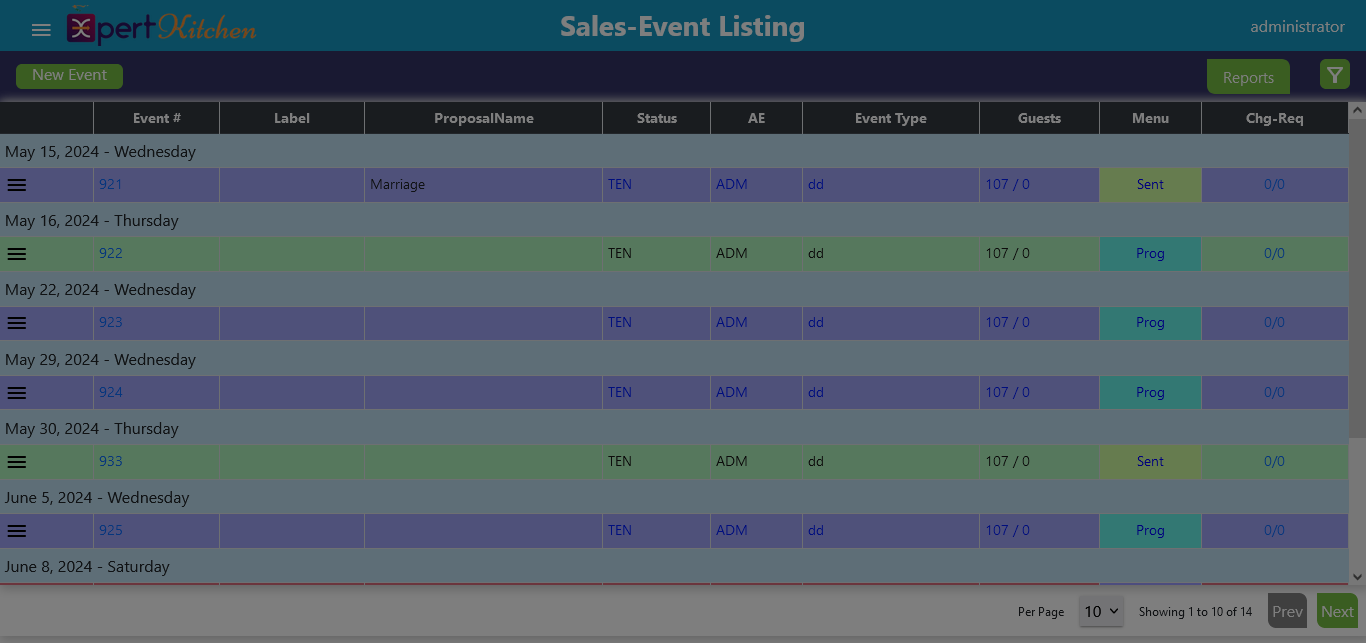 XpertKitchen Sales-Event Listing administrator
New Event Reports
Event # Label ProposalName Status AE Event Type Guests Menu Chg-Req
May 15, 2024 - Wednesday
921 Marriage TEN ADM dd 107 / 0 Sent 0/0
May 16, 2024 - Thursday
922 TEN ADM dd 107 / 0 Prog 0/0
May 22, 2024 - Wednesday
923 TEN ADM dd 107 / 0 Prog 0/0
May 29, 2024 - Wednesday
924 TEN ADM dd 107 / 0 Prog 0/0
May 30, 2024 - Thursday
933 TEN ADM dd 107 / 0 Sent 0/0
June 5, 2024 - Wednesday
925 TEN ADM dd 107 / 0 Prog 0/0
June 8, 2024 - Saturday
Per Page 10 Showing 1 to 10 of 14 Prev Next